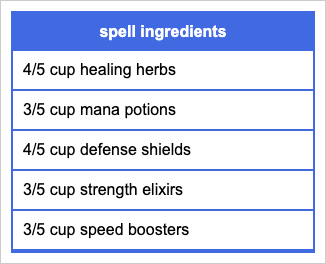 spell ingredients
4/5 cup healing herbs
3/5 cup mana potions
4/5 cup defense shields
3/5 cup strength elixirs
3/5 cup speed boosters